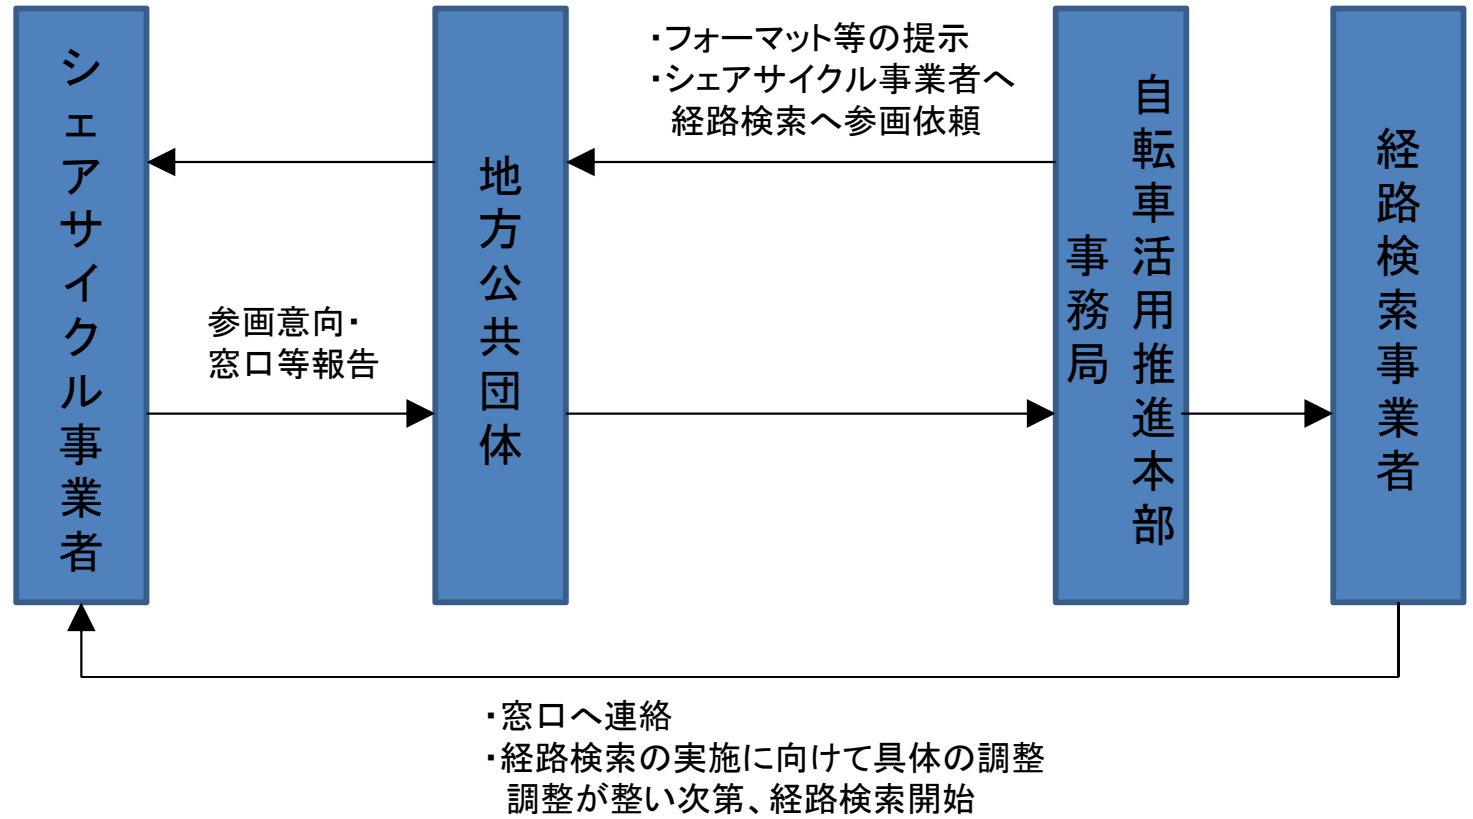 シェアサイクル事業者
地方公共団体
・フォーマット等の提示
・シェアサイクル事業者へ
経路検索へ参画依頼
自転車活用推進本部
事務局
経路検索事業者
参画意向・
窓口等報告
・窓口へ連絡
・経路検索の実施に向けて具体の調整
調整が整い次第、経路検索開始